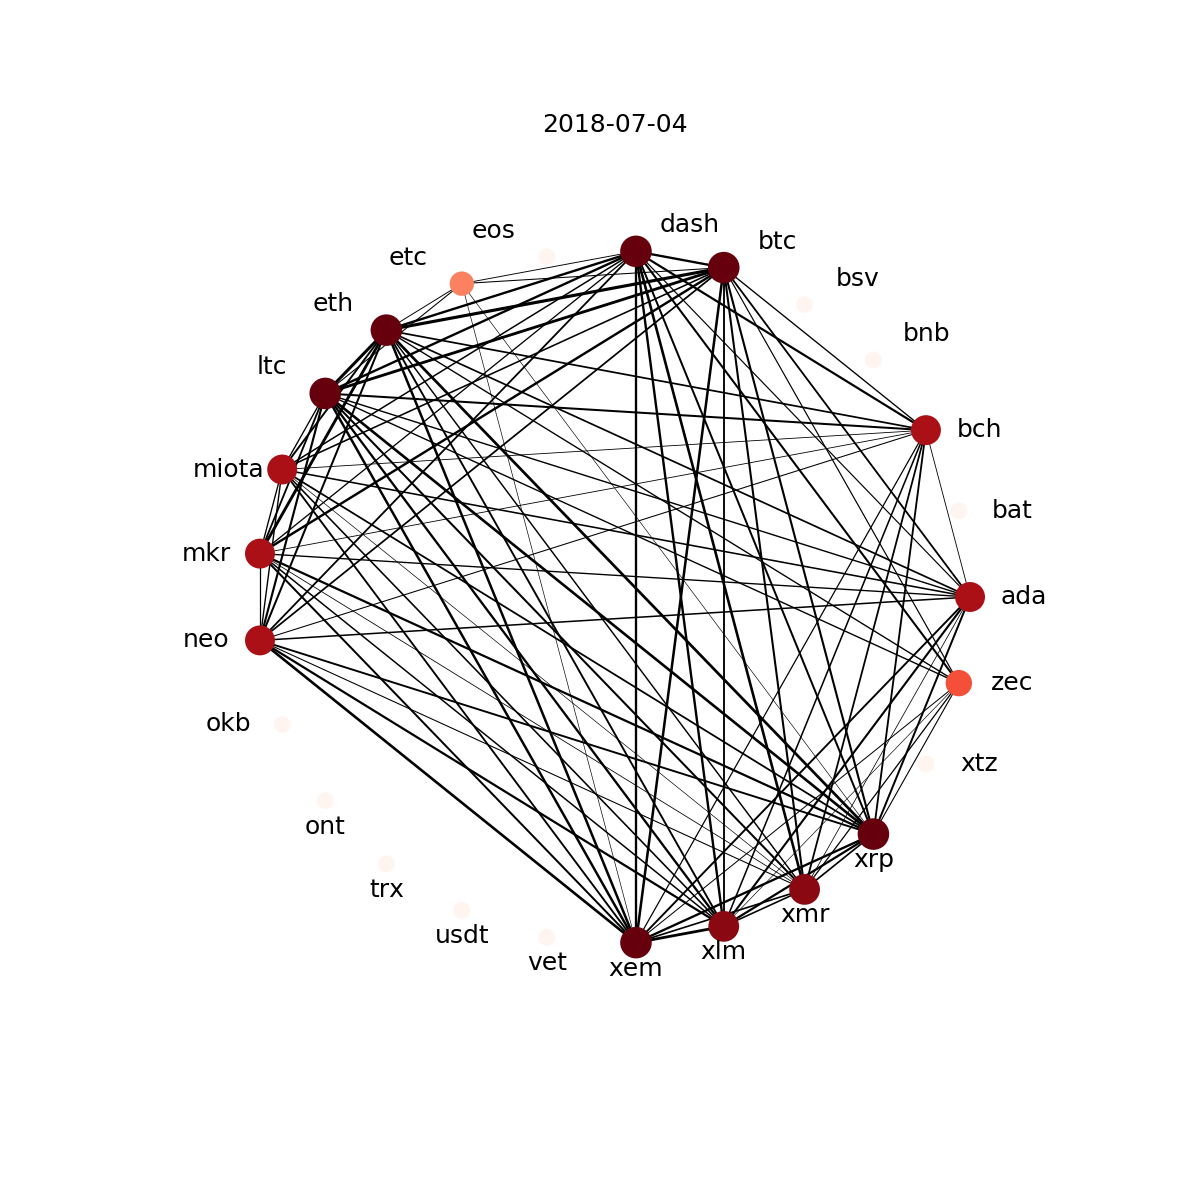 2018-07-04
dash
eos
btc
etc
bsv
eth
bnb
ltc
bch
miota
bat
mkr
ada
neo
zec
okb
xtz
ont
xrp
trx
xmr
usdt
xlm
vet
xem